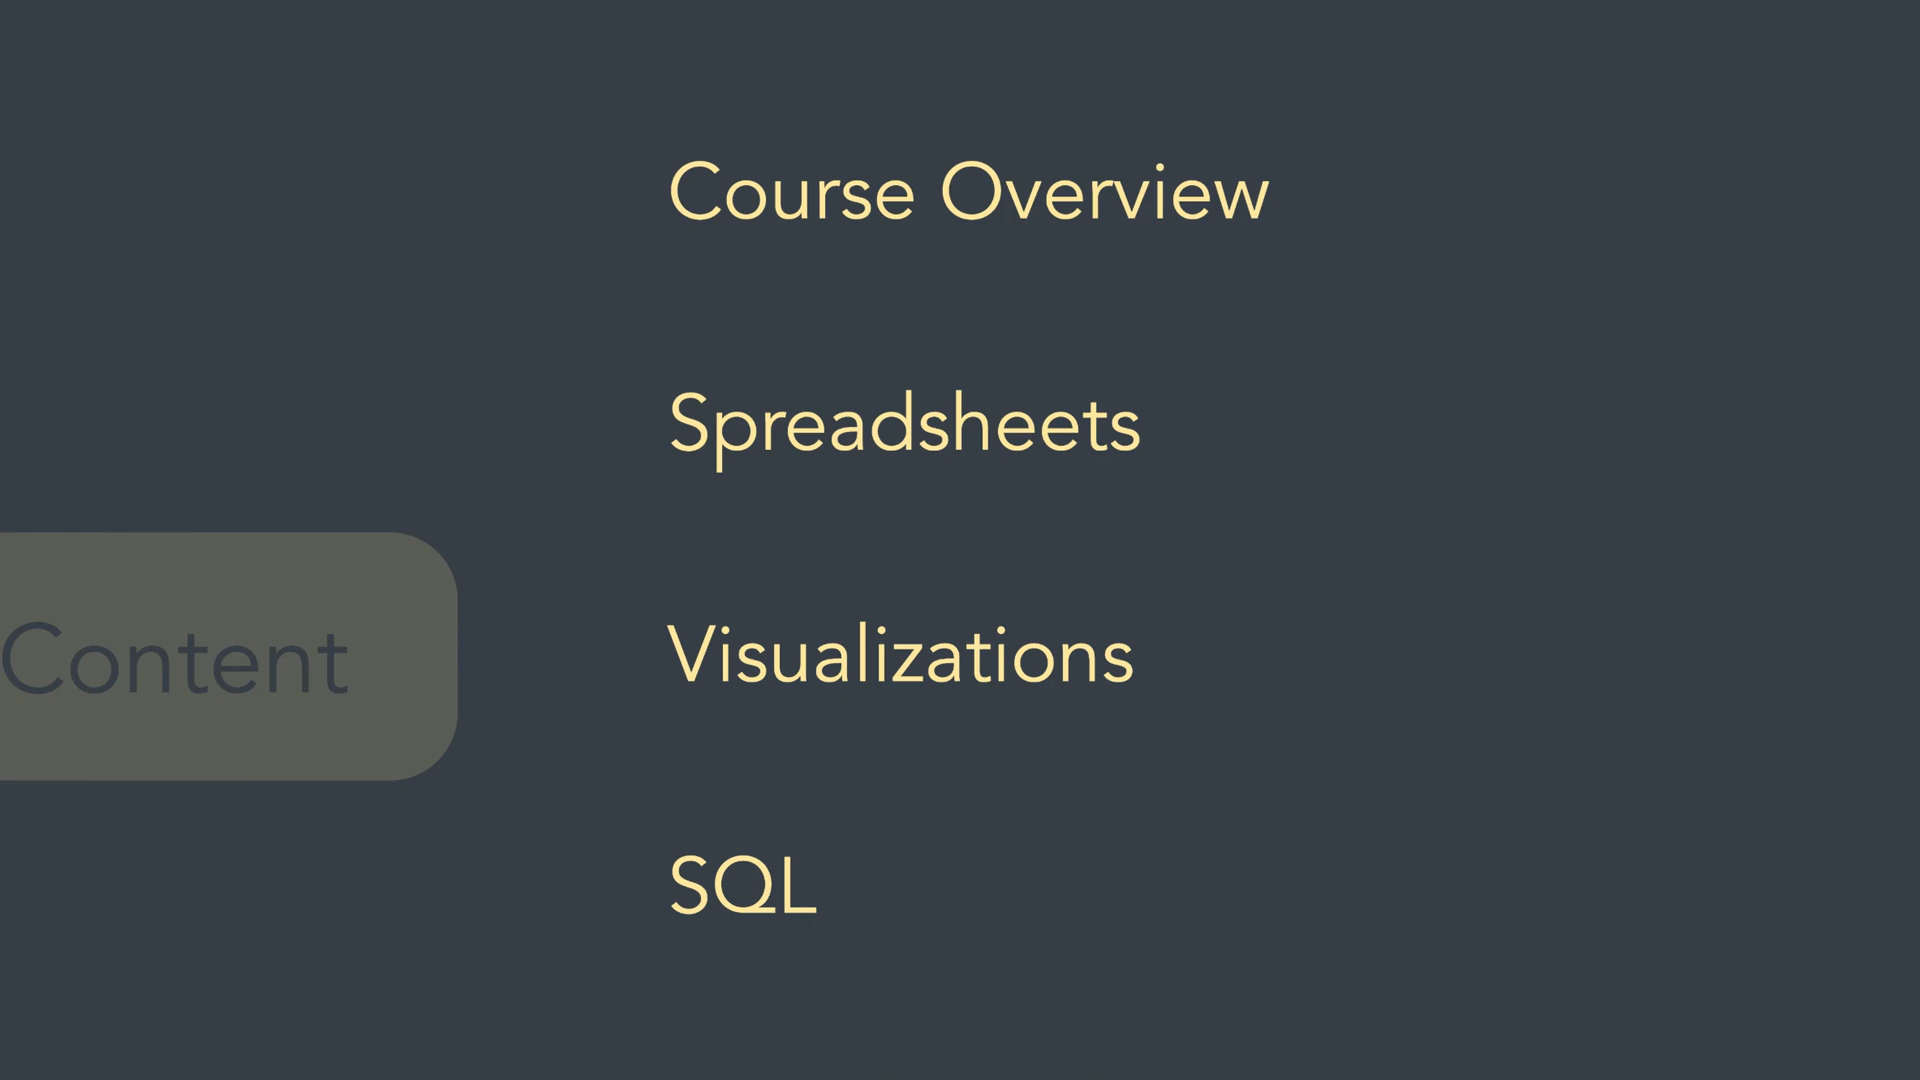 Course Overview
Spreadsheets
Content
Visualizations
SQL